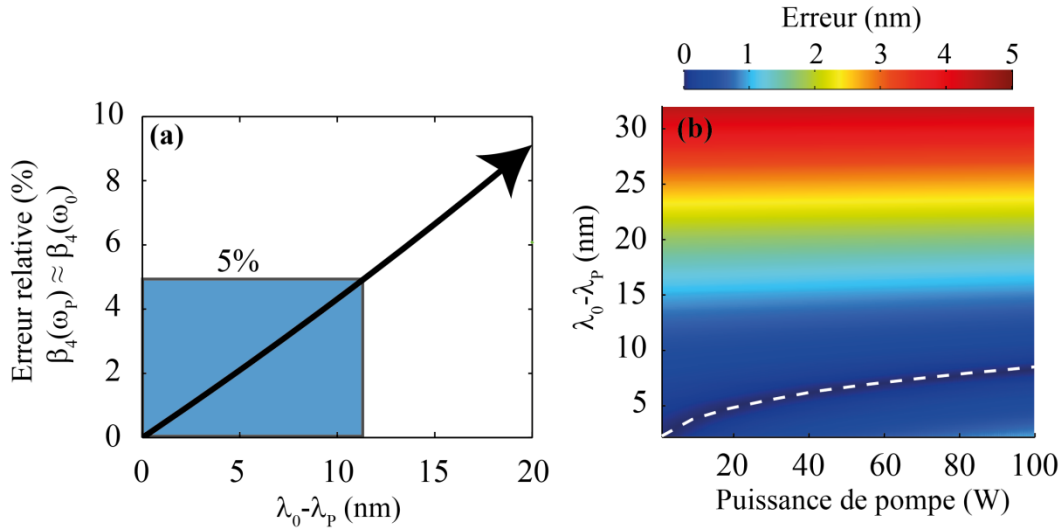 (a)
10
8
6
4
2
0
5%
0
5
10
15
20
λ₀-λₚ (nm)
Erreur relative (%)
β₄(ωₚ) ≈ β₄(ω₀)
Erreur (nm)
0 1 2 3 4 5
(b)
30
25
20
15
10
5
λ₀-λₚ (nm)
20 40 60 80 100
Puissance de pompe (W)